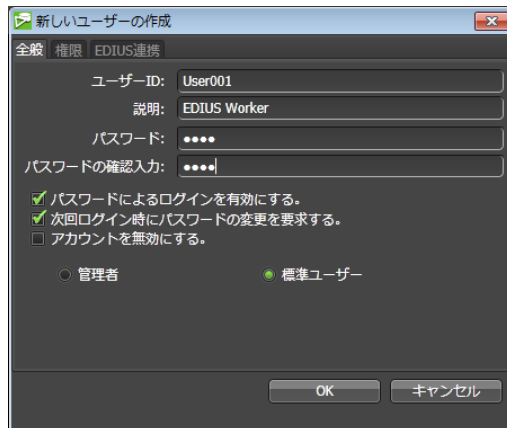 新しいユーザーの作成
全般 権限 EDIUS連携
ユーザーID: User001
説明: EDIUS Worker
パスワード: ●●●●
パスワードの確認入力: ●●●●
パスワードによるログインを有効にする。
次回ログイン時にパスワードの変更を要求する。
アカウントを無効にする。
管理者 標準ユーザー
OK キャンセル